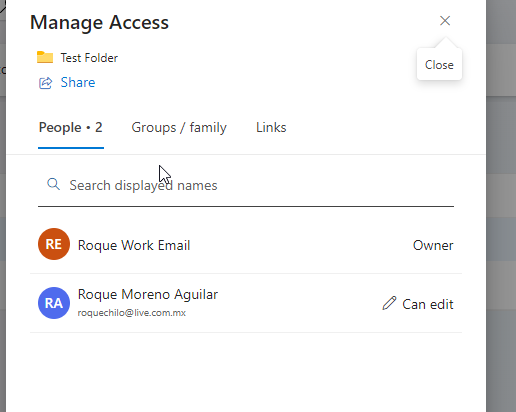 Manage Access
Test Folder
Close
Share
People • 2 Groups / family Links
Search displayed names
RE Roque Work Email Owner
RA Roque Moreno Aguilar Can edit
roquechilo@live.com.mx